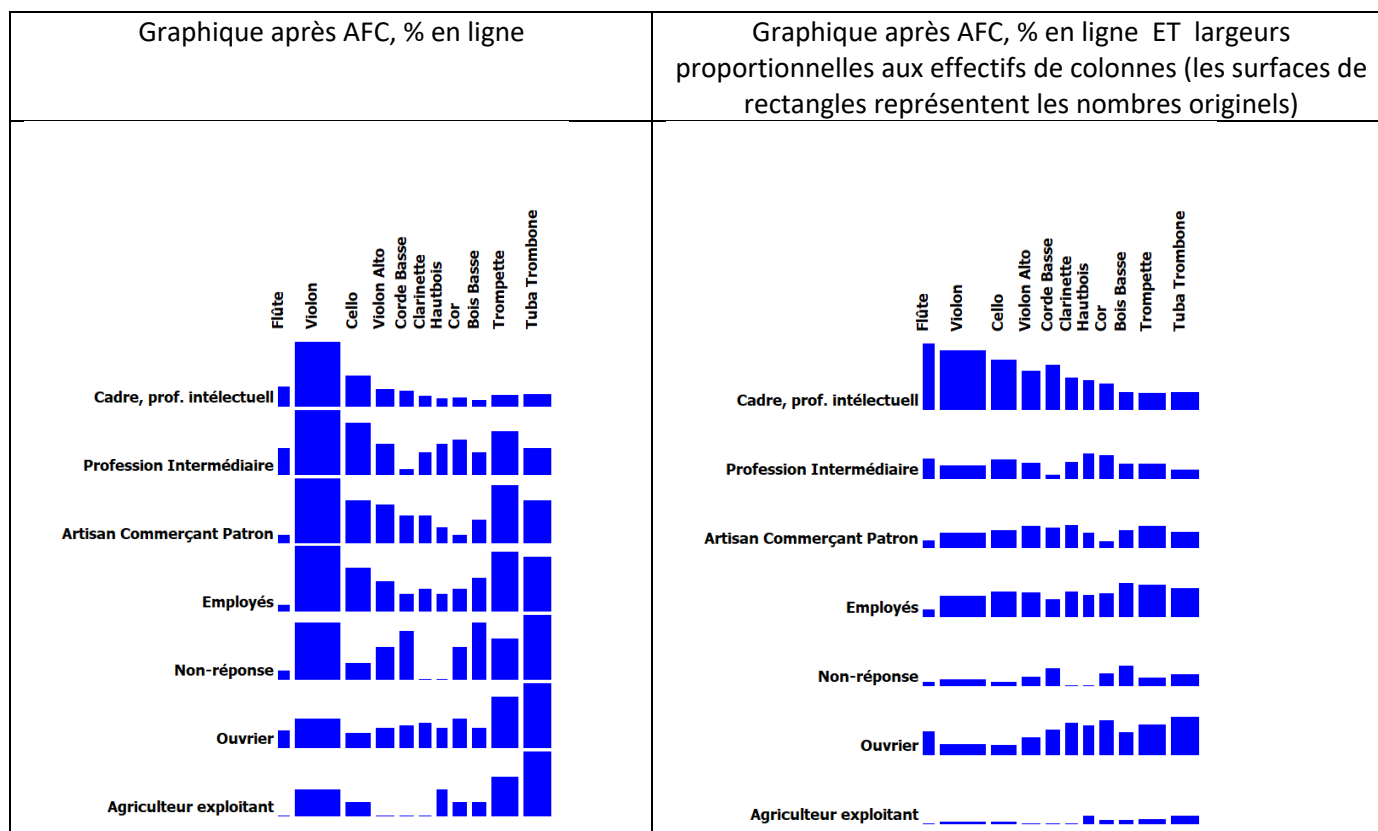 Graphique après AFC, % en ligne
Graphique après AFC, % en ligne ET largeurs
proportionnelles aux effectifs de colonnes (les surfaces de
rectangles représentent les nombres originels)
Flûte
Violon
Cello
Violon Alto
Corde Basse
Clarinette
Hautbois
Cor
Bois Basse
Trompette
Tuba Trombone
Cadre, prof. intélectuell
Profession Intermédiaire
Artisan Commerçant Patron
Employés
Non-réponse
Ouvrier
Agriculteur exploitant
Flûte
Violon
Cello
Violon Alto
Corde Basse
Clarinette
Hautbois
Cor
Bois Basse
Trompette
Tuba Trombone
Cadre, prof. intélectuell
Profession Intermédiaire
Artisan Commerçant Patron
Employés
Non-réponse
Ouvrier
Agriculteur exploitant